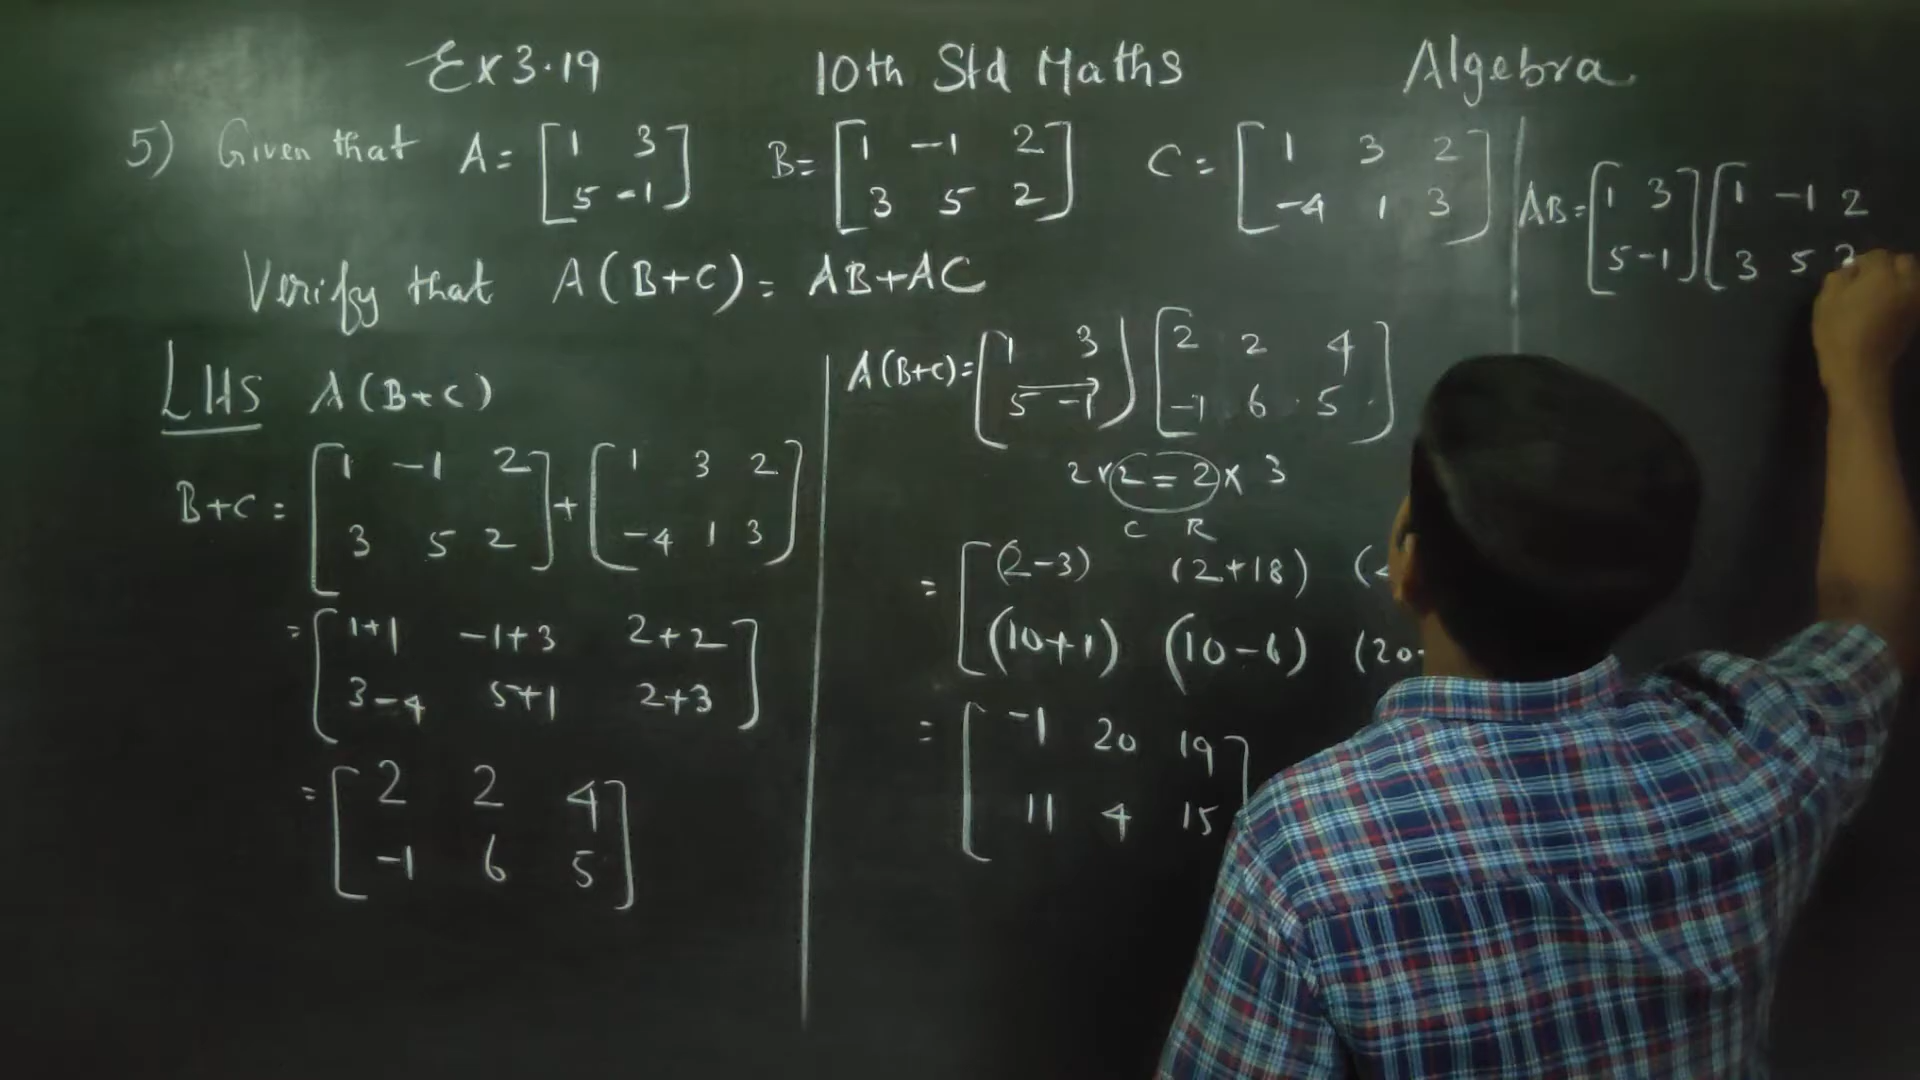 Ex 3.19 10th Std Maths Algebra
5) Given that A = [1 3
5 -1] B = [1 -1 2
3 5 2] C = [1 3 2
-4 1 3]
Verify that A(B+C) = AB+AC
LHS A(B+C)
B+C = [1 -1 2
3 5 2] + [1 3 2
-4 1 3]
= [1+1 -1+3 2+2
3-4 5+1 2+3]
= [2 2 4
-1 6 5]
A(B+C) = [1 3
5 -1] [2 2 4
-1 6 5]
2×2 = 2×3
C R
= [(2-3) (2+18) (
(10+1) (10-6) (20
= [-1 20 19
11 4 15]
AB = [1 3
5 -1] [1 -1 2
3 5